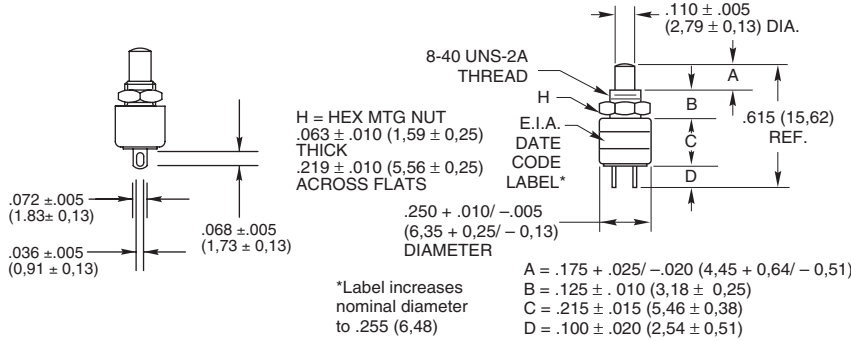 .110 ± .005
(2,79 ± 0,13) DIA.
8-40 UNS-2A
THREAD
A
H
B
.615 (15,62)
REF.
H = HEX MTG NUT
.063 ± .010 (1,59 ± 0,25)
THICK
.219 ± .010 (5,56 ± 0,25)
ACROSS FLATS
E.I.A.
DATE
CODE
LABEL*
C
D
.072 ±.005
(1.83± 0,13)
.068 ±.005
(1,73 ± 0,13)
.036 ±.005
(0,91 ± 0,13)
.250 + .010/ −.005
(6,35 + 0,25/ − 0,13)
DIAMETER
*Label increases
nominal diameter
to .255 (6,48)
A = .175 + .025/ −.020 (4,45 + 0,64/ − 0,51)
B = .125 ± . 010 (3,18 ± 0,25)
C = .215 ± .015 (5,46 ± 0,38)
D = .100 ± .020 (2,54 ± 0,51)